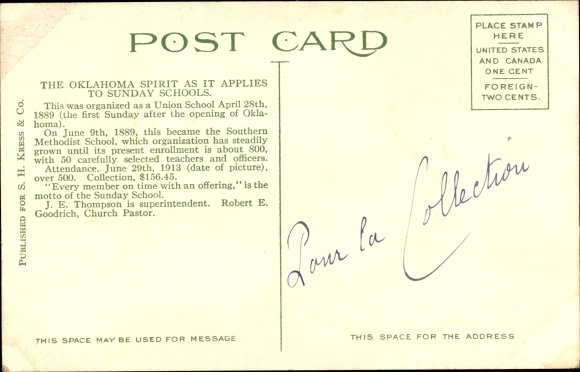 POST CARD
PLACE STAMP
HERE
UNITED STATES
AND CANADA
ONE CENT
FOREIGN-
TWO CENTS.
THE OKLAHOMA SPIRIT AS IT APPLIES
TO SUNDAY SCHOOLS.
This was organized as a Union School April 28th,
1889 (the first Sunday after the opening of Okla-
homa).
On June 9th, 1889, this became the Southern
Methodist School, which organization has steadily
grown until its present enrollment is about 800,
with 50 carefully selected teachers and officers.
Attendance, June 29th, 1913 (date of picture),
over 500. Collection, $156.45.
"Every member on time with an offering," is the
motto of the Sunday School.
J. E. Thompson is superintendent. Robert E.
Goodrich, Church Pastor.
PUBLISHED FOR S. H. KRESS & CO.
Pour la Collection
THIS SPACE MAY BE USED FOR MESSAGE
THIS SPACE FOR THE ADDRESS